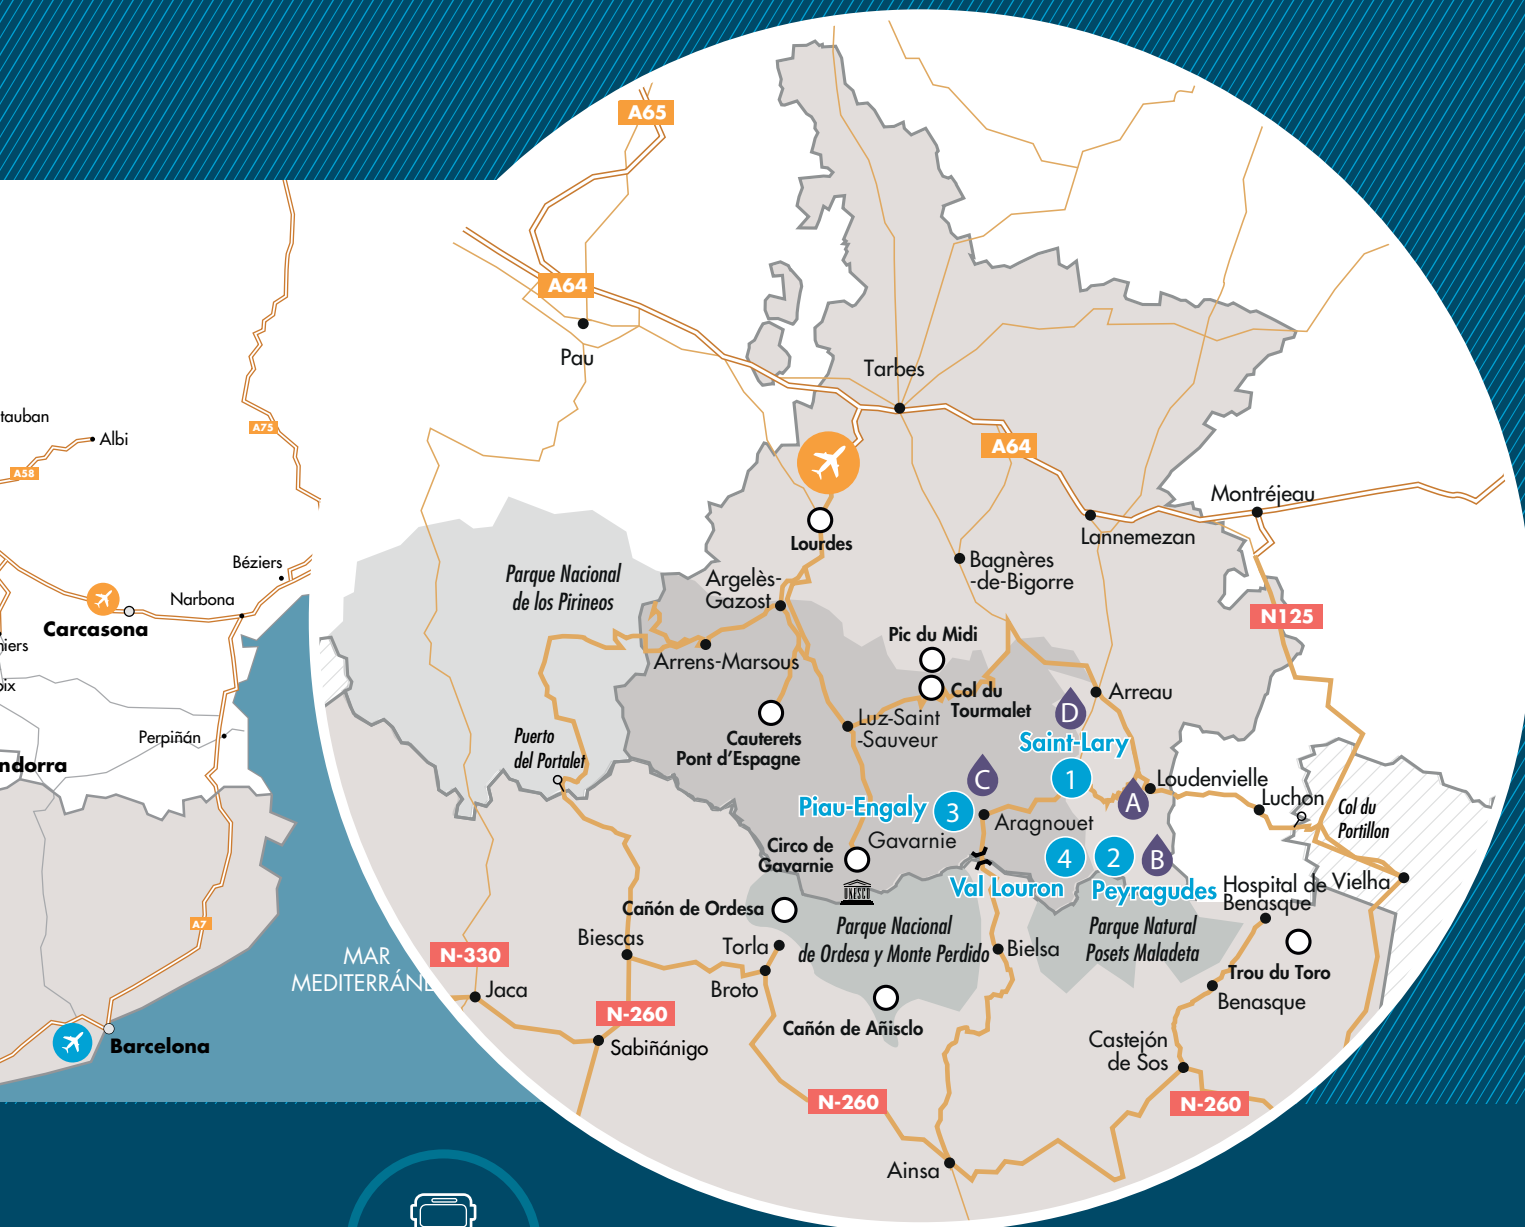 A65
A64
Pau
Tarbes
tauban
Albi
A75
A58
A64
Montréjeau
Lannemezan
Lourdes
Bagnères
-de-Bigorre
Béziers
Narbona
Carcasona
niers
oix
Parque Nacional
de los Pirineos
Argelès-
Gazost
N125
Pic du Midi
Arrens-Marsous
Col du
Tourmalet
Arreau
D
Luz-Saint
-Sauveur
Cauterets
Pont d'Espagne
Saint-Lary
1
Perpiñán
ndorra
Puerto
del Portalet
C
Loudenvielle
A
Luchon
Col du
Portillon
Piau-Engaly
3
Aragnouet
Gavarnie
Circo de
Gavarnie
UNESCO
4
2
B
Val Louron
Peyragudes
Hospital de
Benasque
Vielha
Cañón de Ordesa
Parque Nacional
de Ordesa y Monte Perdido
Parque Natural
Posets Maladeta
A7
Biescas
Torla
Bielsa
Trou du Toro
MAR
MEDITERRÁN
N-330
Jaca
Broto
Benasque
Cañón de Añisclo
N-260
Barcelona
Sabiñánigo
Castejón
de Sos
N-260
N-260
Ainsa